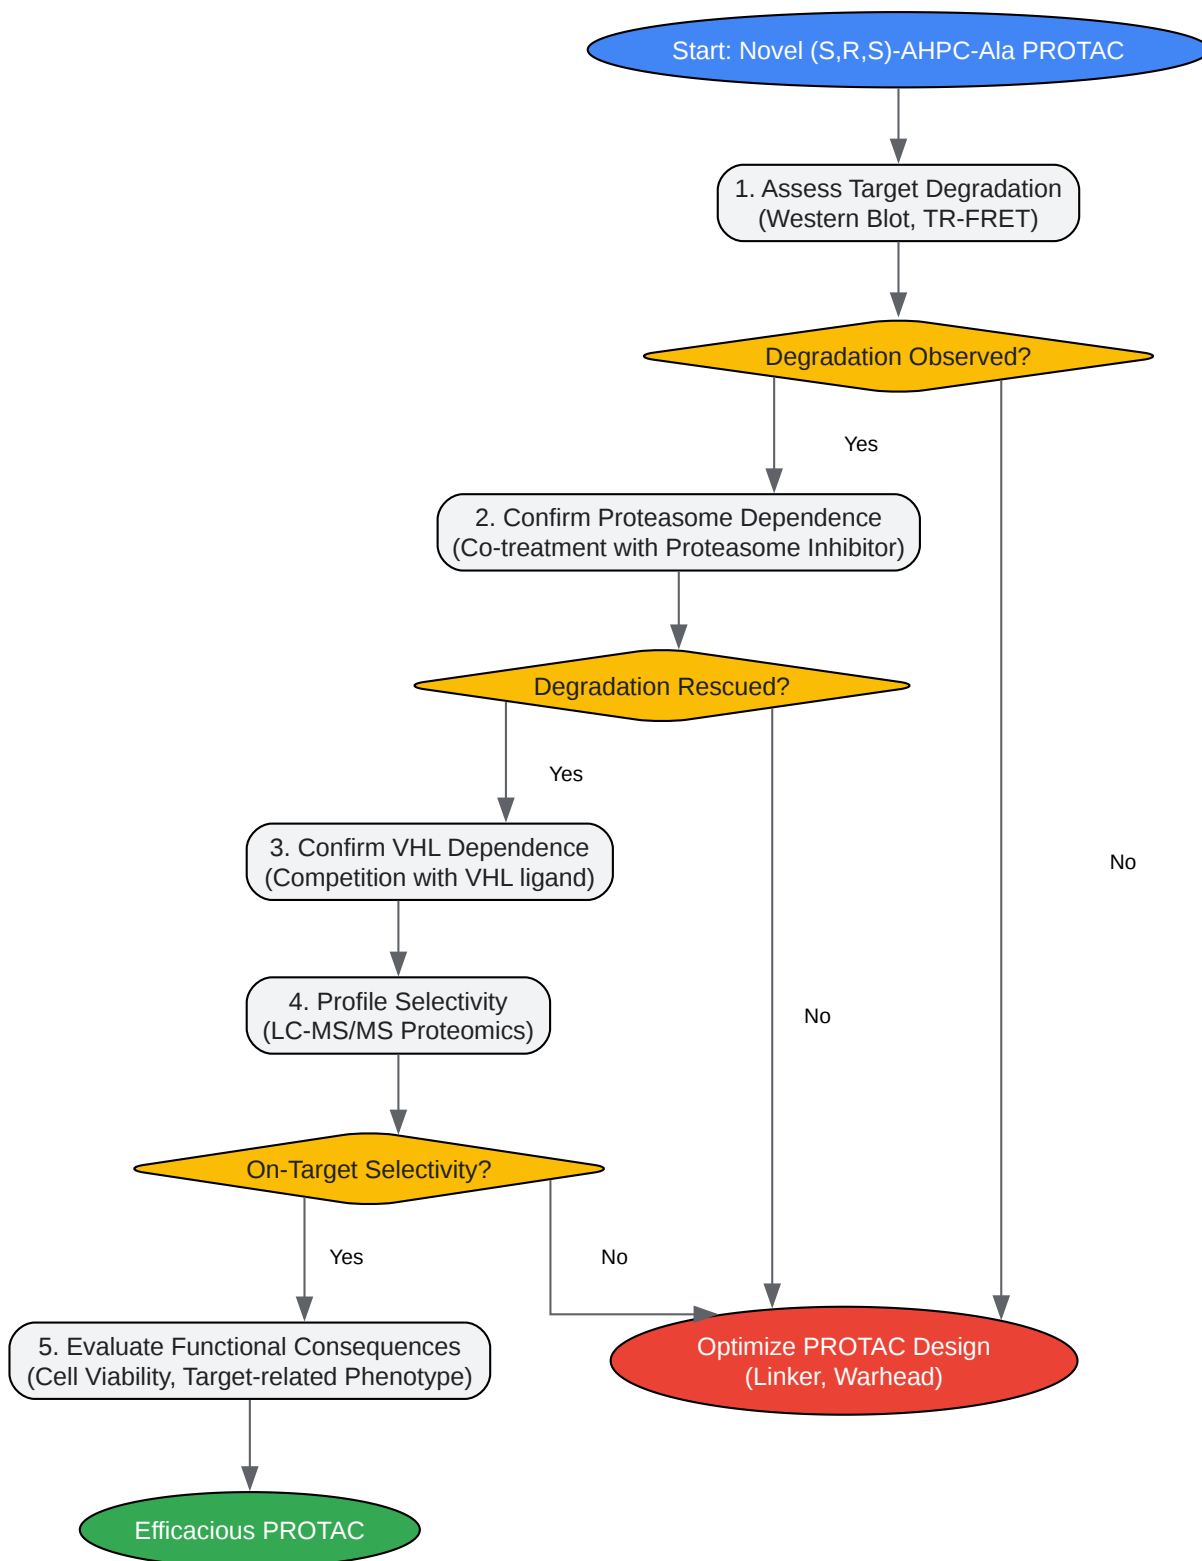 Start: Novel (S,R,S)-AHPC-Ala PROTAC
1. Assess Target Degradation
(Western Blot, TR-FRET)
Degradation Observed?
Yes
2. Confirm Proteasome Dependence
(Co-treatment with Proteasome Inhibitor)
Degradation Rescued?
Yes
3. Confirm VHL Dependence
(Competition with VHL ligand)
No
4. Profile Selectivity
(LC-MS/MS Proteomics)
No
On-Target Selectivity?
Yes
No
5. Evaluate Functional Consequences
(Cell Viability, Target-related Phenotype)
Optimize PROTAC Design
(Linker, Warhead)
Efficacious PROTAC